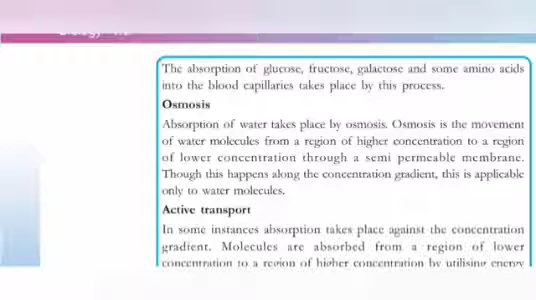 Biology
The absorption of glucose, fructose, galactose and some amino acids
into the blood capillaries takes place by this process.
Osmosis
Absorption of water takes place by osmosis. Osmosis is the movement
of water molecules from a region of higher concentration to a region
of lower concentration through a semi permeable membrane.
Though this happens along the concentration gradient, this is applicable
only to water molecules.
Active transport
In some instances absorption takes place against the concentration
gradient. Molecules are absorbed from a region of lower
concentration to a region of higher concentration by utilising energy